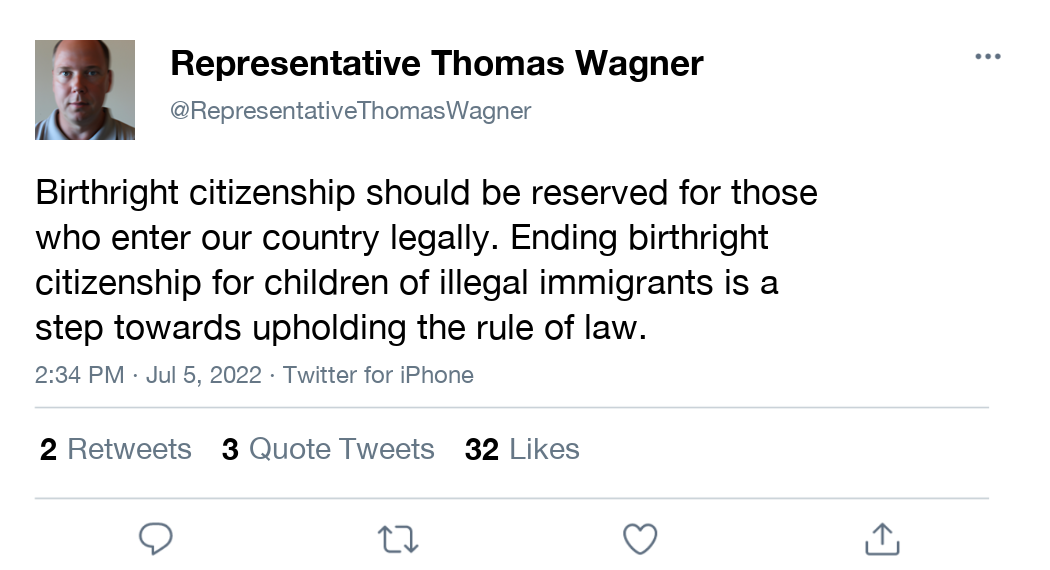 Representative Thomas Wagner
@RepresentativeThomasWagner
Birthright citizenship should be reserved for those
who enter our country legally. Ending birthright
citizenship for children of illegal immigrants is a
step towards upholding the rule of law.
2:34 PM · Jul 5, 2022 · Twitter for iPhone
2 Retweets 3 Quote Tweets 32 Likes